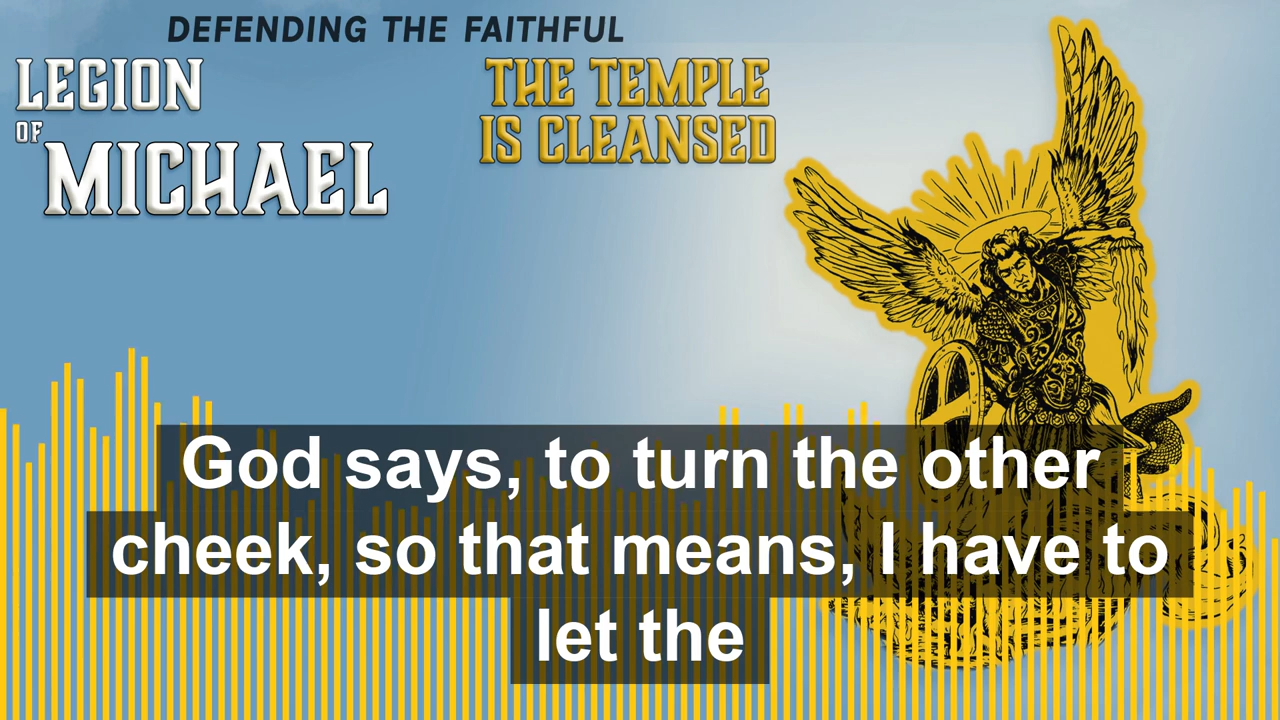 DEFENDING THE FAITHFUL
LEGION
OF
MICHAEL
THE TEMPLE
IS CLEANSED
God says, to turn the other
cheek, so that means, I have to
let the